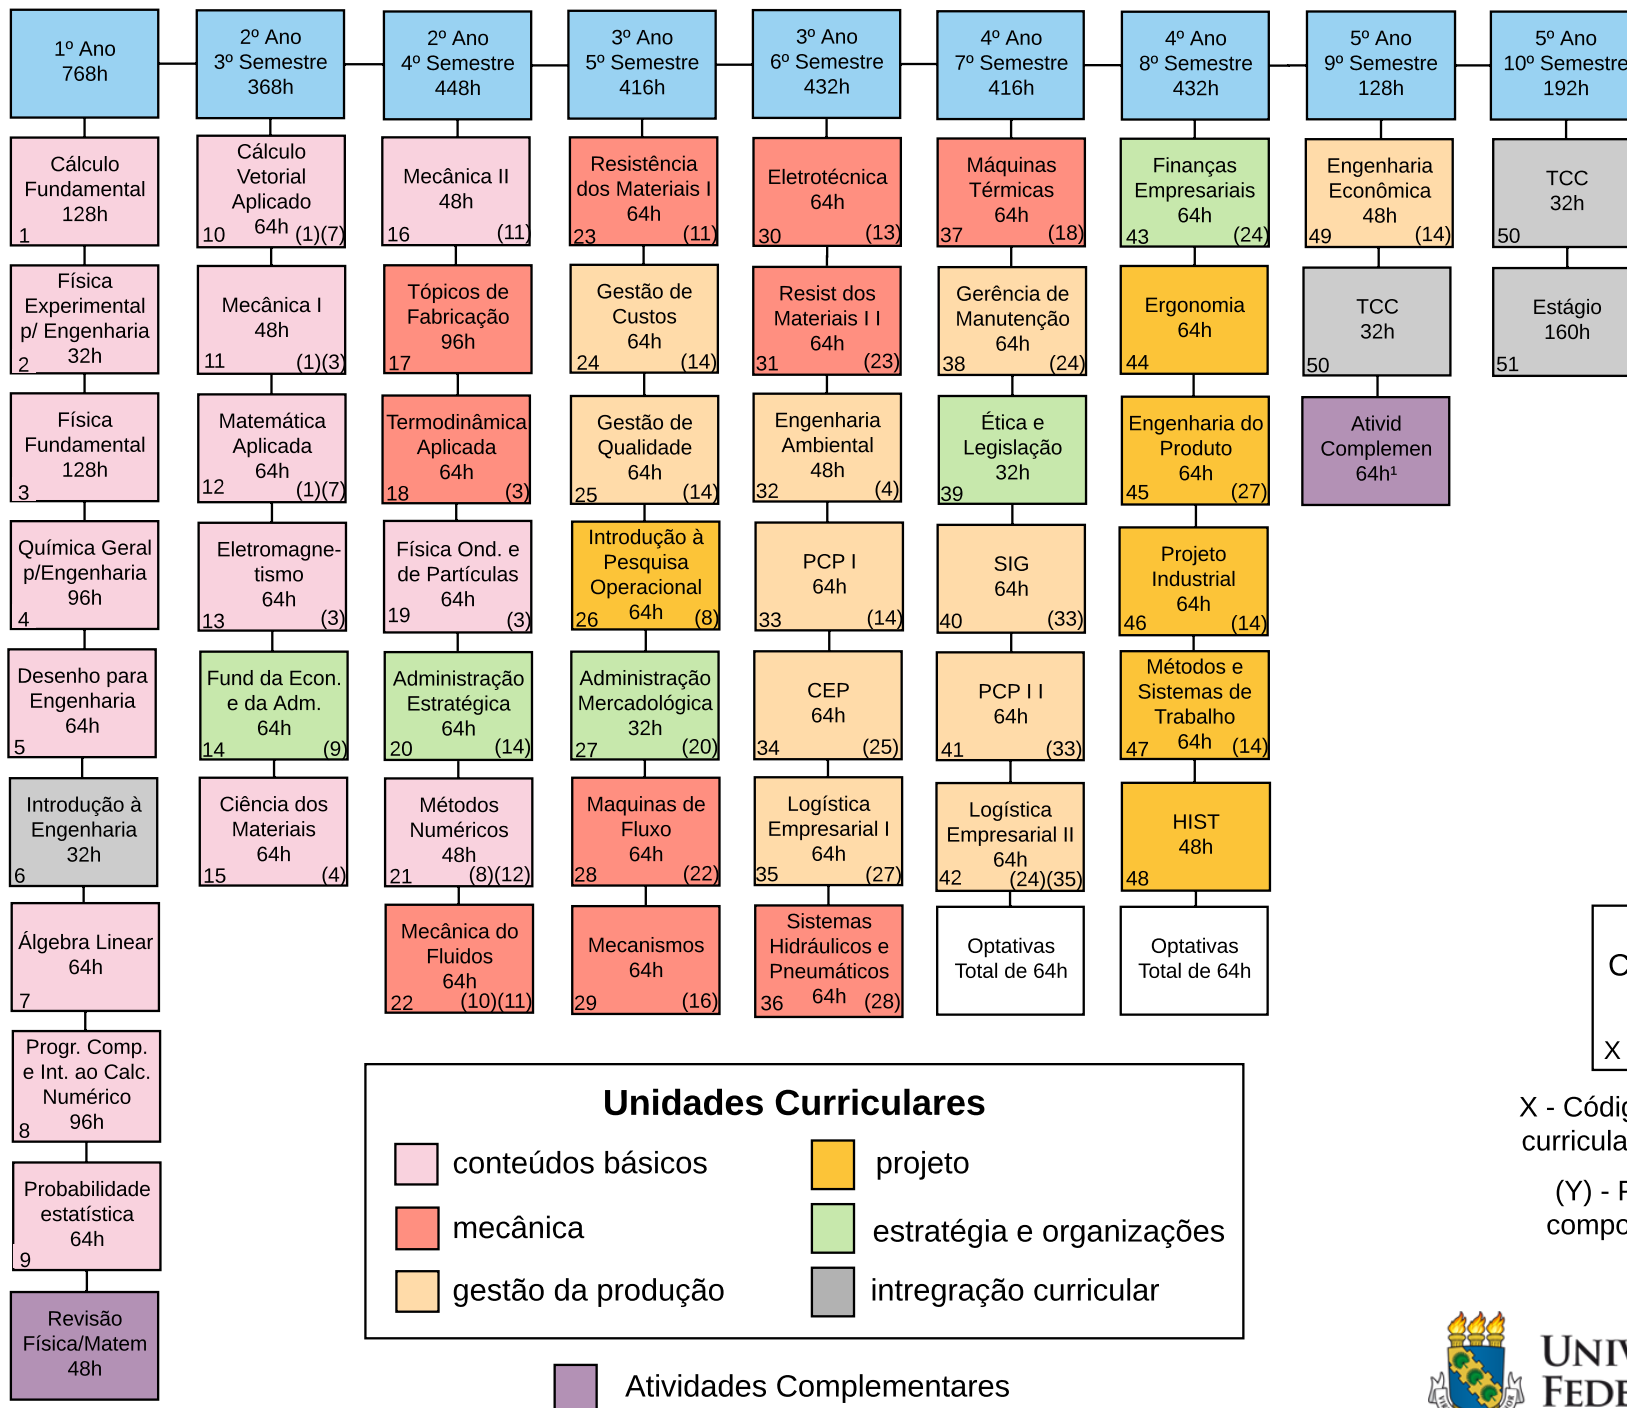 1º Ano
768h
2º Ano
3º Semestre
368h
2º Ano
4º Semestre
448h
3º Ano
5º Semestre
416h
3º Ano
6º Semestre
432h
4º Ano
7º Semestre
416h
4º Ano
8º Semestre
432h
5º Ano
9º Semestre
128h
5º Ano
10º Semestre
192h
Cálculo
Fundamental
128h
1
Física
Experimental
p/ Engenharia
32h
2
Física
Fundamental
128h
3
Química Geral
p/Engenharia
96h
4
Desenho para
Engenharia
64h
5
Introdução à
Engenharia
32h
6
Álgebra Linear
64h
7
Progr. Comp.
e Int. ao Calc.
Numérico
96h
8
Probabilidade
estatística
64h
9
Revisão
Física/Matem
48h
Cálculo
Vetorial
Aplicado
64h
10 (1)(7)
Mecânica I
48h
11 (1)(3)
Matemática
Aplicada
64h
12 (1)(7)
Eletromagne-
tismo
64h
13 (3)
Fund da Econ.
e da Adm.
64h
14 (9)
Ciência dos
Materiais
64h
15 (4)
Mecânica II
48h
16 (11)
Tópicos de
Fabricação
96h
17
Termodinâmica
Aplicada
64h
18 (3)
Física Ond. e
de Partículas
64h
19 (3)
Administração
Estratégica
64h
20 (14)
Métodos
Numéricos
48h
21 (8)(12)
Mecânica do
Fluidos
64h
22 (10)(11)
Resistência
dos Materiais I
64h
23 (11)
Gestão de
Custos
64h
24 (14)
Gestão de
Qualidade
64h
25 (14)
Introdução à
Pesquisa
Operacional
64h
26 (8)
Administração
Mercadológica
32h
27 (20)
Maquinas de
Fluxo
64h
28 (22)
Mecanismos
64h
29 (16)
Eletrotécnica
64h
30 (13)
Resist dos
Materiais I I
64h
31 (23)
Engenharia
Ambiental
48h
32 (4)
PCP I
64h
33 (14)
CEP
64h
34 (25)
Logística
Empresarial I
64h
35 (27)
Sistemas
Hidráulicos e
Pneumáticos
64h
36 (28)
Máquinas
Térmicas
64h
37 (18)
Gerência de
Manutenção
64h
38 (24)
Ética e
Legislação
32h
39
SIG
64h
40 (33)
PCP I I
64h
41 (33)
Logística
Empresarial II
64h
42 (24)(35)
Optativas
Total de 64h
Finanças
Empresariais
64h
43 (24)
Ergonomia
64h
44
Engenharia do
Produto
64h
45 (27)
Projeto
Industrial
64h
46 (14)
Métodos e
Sistemas de
Trabalho
64h
47 (14)
HIST
48h
48
Optativas
Total de 64h
Engenharia
Econômica
48h
49 (14)
TCC
32h
50
Ativid
Complemen
64h¹
TCC
32h
50
Estágio
160h
51
Unidades Curriculares
conteúdos básicos
mecânica
gestão da produção
projeto
estratégia e organizações
intregração curricular
Atividades Complementares
X
X - 
(Y) -